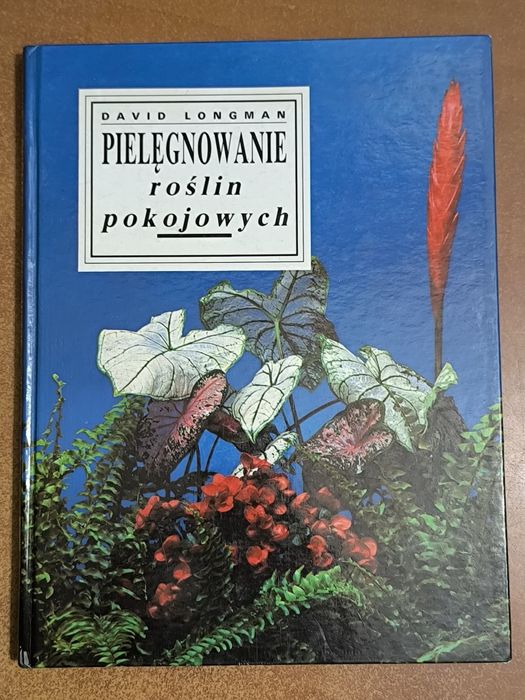 DAVID LONGMAN
PIELĘGNOWANIE
roślin
pokojowych